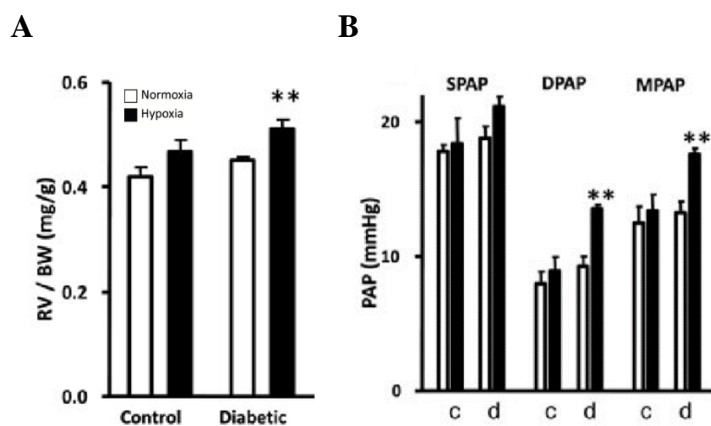 A
B
0.6
0.4
0.2
0.0
RV / BW (mg/g)
Normoxia
Hypoxia
**
Control Diabetic
SPAP DPAP MPAP
20
10
0
PAP (mmHg)
**
**
c d c d c d